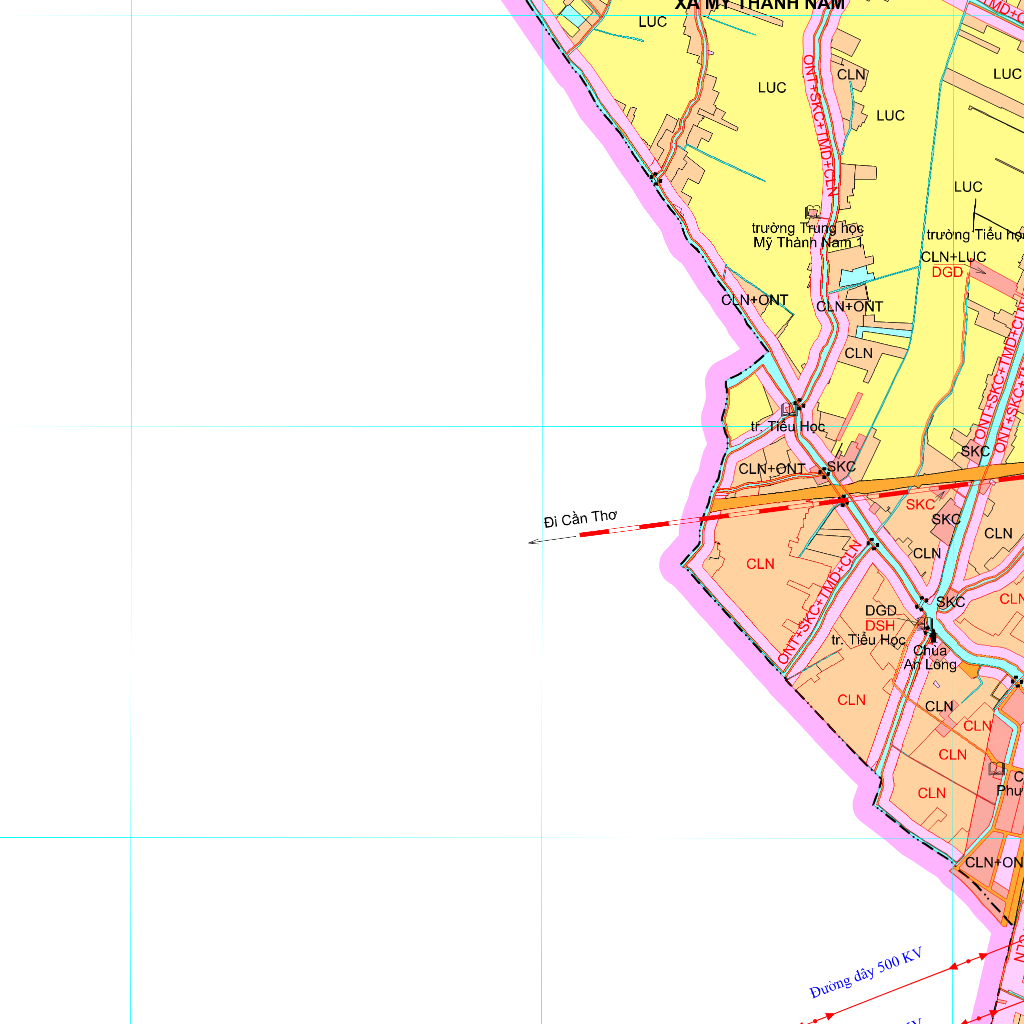 XÃ MỸ THÀNH NAM
LUC
LUC
CLN
LUC
LUC
ONT+SKC+TMD+CLN
LUC
trường Trung học
Mỹ Thành Nam 1
trường Tiểu học
CLN+LUC
DGD
CLN+ONT
CLN+ONT
CLN
ONT+SKC+TMD+CLN
tr. Tiểu Học
SKC
CLN+ONT
SKC
SKC
SKC
Đi Cần Thơ
CLN
CLN
CLN
ONT+SKC+TMD+CLN
SKC
DGD
DSH
tr. Tiểu Học
Chùa
An Long
CLN
CLN
CLN
CLN
CLN
CLN+ON
Đường dây 500 KV